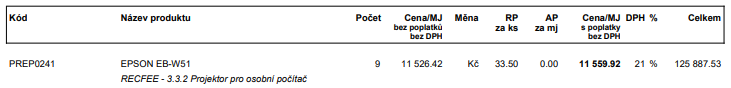 Kód Název produktu Počet Cena/MJ Měna RP AP Cena/MJ DPH % Celkem
bez poplatků za ks za mj s poplatky
bez DPH bez DPH
PREP0241 EPSON EB-W51 9 11 526.42 Kč 33.50 0.00 11 559.92 21 % 125 887.53
RECFEE - 3.3.2 Projektor pro osobní počítač